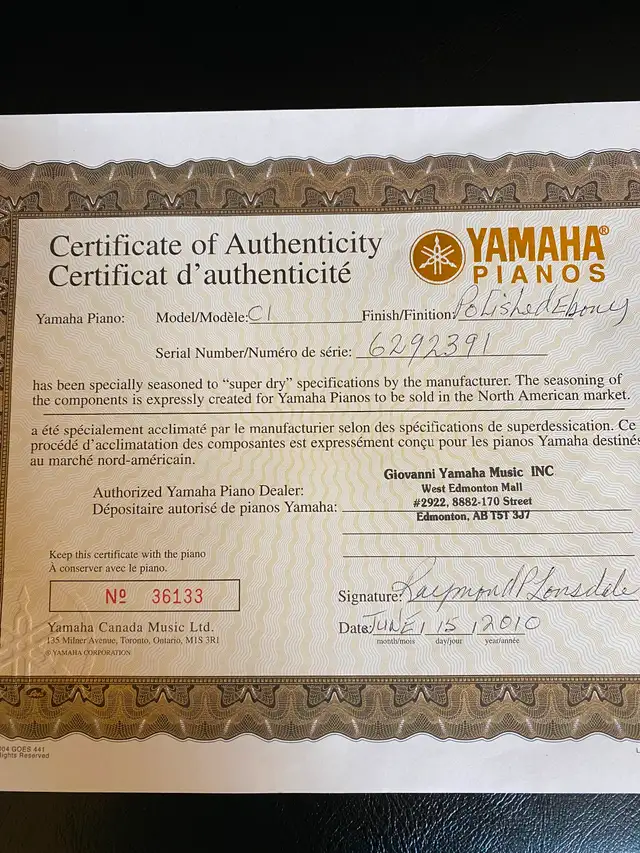 Certificate of Authenticity
Certificat d'authenticité
YAMAHA®
PIANOS
Yamaha Piano: Model/Modèle: C1 Finish/Finition: Polished Ebony
Serial Number/Numéro de série: 6292391
has been specially seasoned to "super dry" specifications by the manufacturer. The seasoning of
the components is expressly created for Yamaha Pianos to be sold in the North American market.
a été spécialement acclimaté par le manufacturier selon des spécifications de superdessication. Ce
procédé d'acclimatation des composantes est expressément conçu pour les pianos Yamaha destinés
au marché nord-américain.
Authorized Yamaha Piano Dealer:
Dépositaire autorisé de pianos Yamaha:
Giovanni Yamaha Music INC
West Edmonton Mall
#2922, 8882-170 Street
Edmonton, AB T5T 3J7
Keep this certificate with the piano
À conserver avec le piano.
Nº 36133
Signature: Raymond P Lonsdale
Date: JUNE 15, 2010
month/mois day/jour year/année
Yamaha Canada Music Ltd.
135 Milner Avenue, Toronto, Ontario, M1S 3R1
© YAMAHA CORPORATION
GOES 441
Rights Reserved